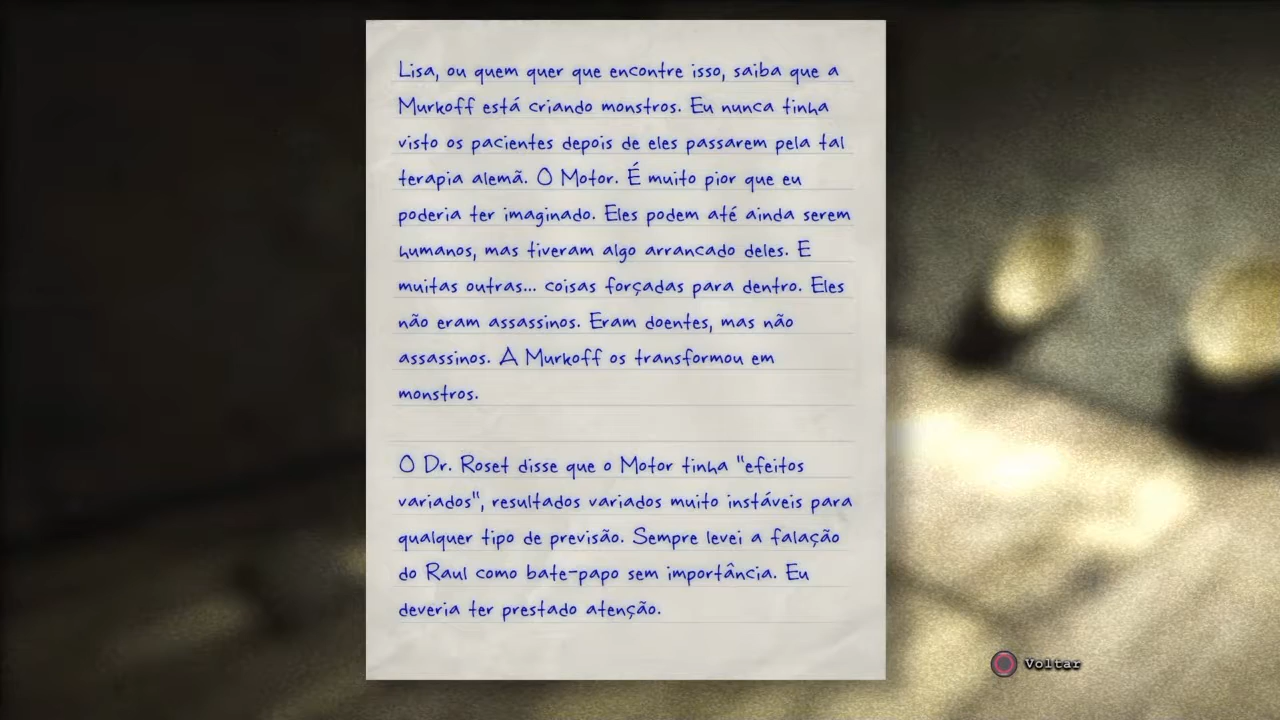 Lisa, ou quem quer que encontre isso, saiba que a
Murkoff está criando monstros. Eu nunca tinha
visto os pacientes depois de eles passarem pela tal
terapia alemã. O Motor. É muito pior que eu
poderia ter imaginado. Eles podem até ainda serem
humanos, mas tiveram algo arrancado deles. E
muitas outras... coisas forçadas para dentro. Eles
não eram assassinos. Eram doentes, mas não
assassinos. A Murkoff os transformou em
monstros.
O Dr. Roset disse que o Motor tinha "efeitos
variados", resultados variados muito instáveis para
qualquer tipo de previsão. Sempre levei a falação
do Raul como bate-papo sem importância. Eu
deveria ter prestado atenção.
Voltar